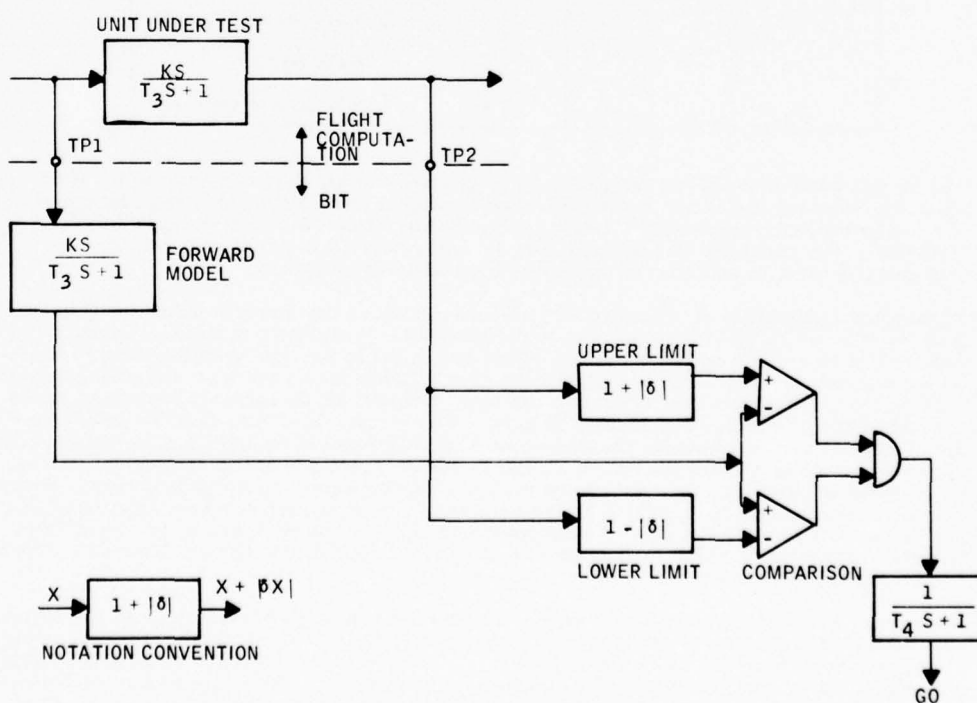 UNIT UNDER TEST
KS
T3S + 1
FLIGHT
COMPUTA-
TION
TP1
TP2
BIT
KS
T3 S + 1
FORWARD
MODEL
UPPER LIMIT
1 + |δ|
+
-
1 - |δ|
+
-
LOWER LIMIT
COMPARISON
X
1 + |δ|
X + |δX|
NOTATION CONVENTION
1
T4 S + 1
GO